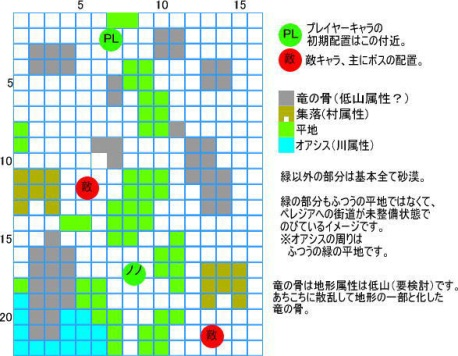 5 10 15
5
10
15
20
PL
敵
ノノ
敵
PL
プレイヤーキャラの
初期配置はこの付近。
敵
敵キャラ、主にボスの配置。
竜の骨(低山属性?)
集落(村属性)
平地
オアシス(川属性)
緑以外の部分は基本全て砂漠。
緑の部分もふつうの平地ではなくて、
ペレジアへの街道が未整備状態で
のびているイメージです。
※オアシスの周りは
ふつうの緑の平地です。
竜の骨は地形属性は低山(要検討)です。
あちこちに散乱して地形の一部と化した
竜の骨。